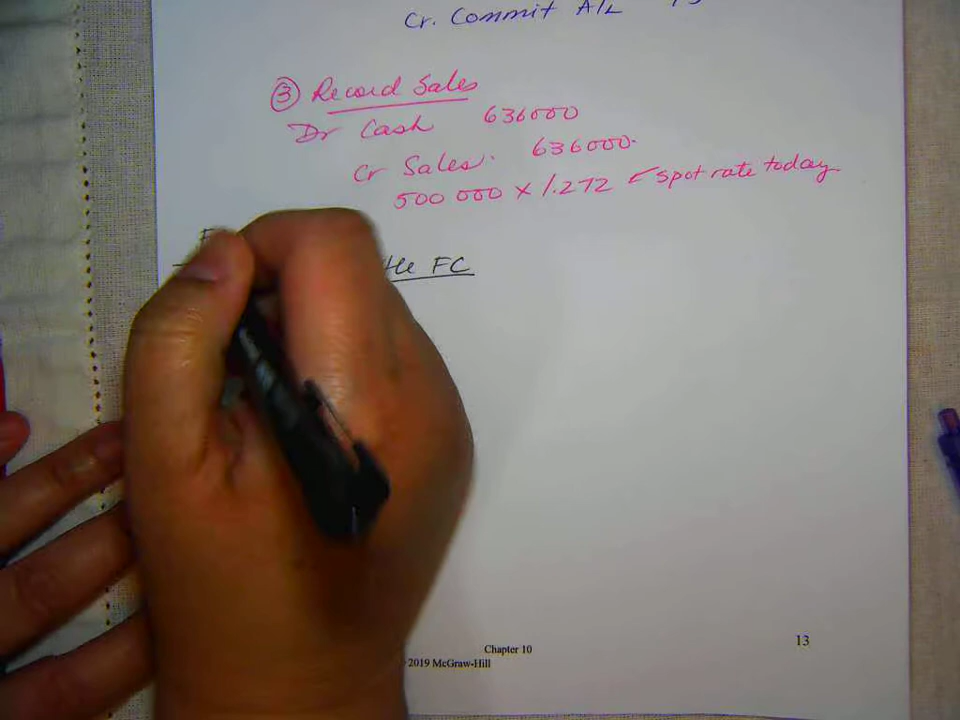 Cr. Commit A/L
③ Record Sales
Dr Cash 636000
Cr Sales. 636000.
500 000 X 1.272 ← spot rate today
the FC
Chapter 10
2019 McGraw-Hill
13